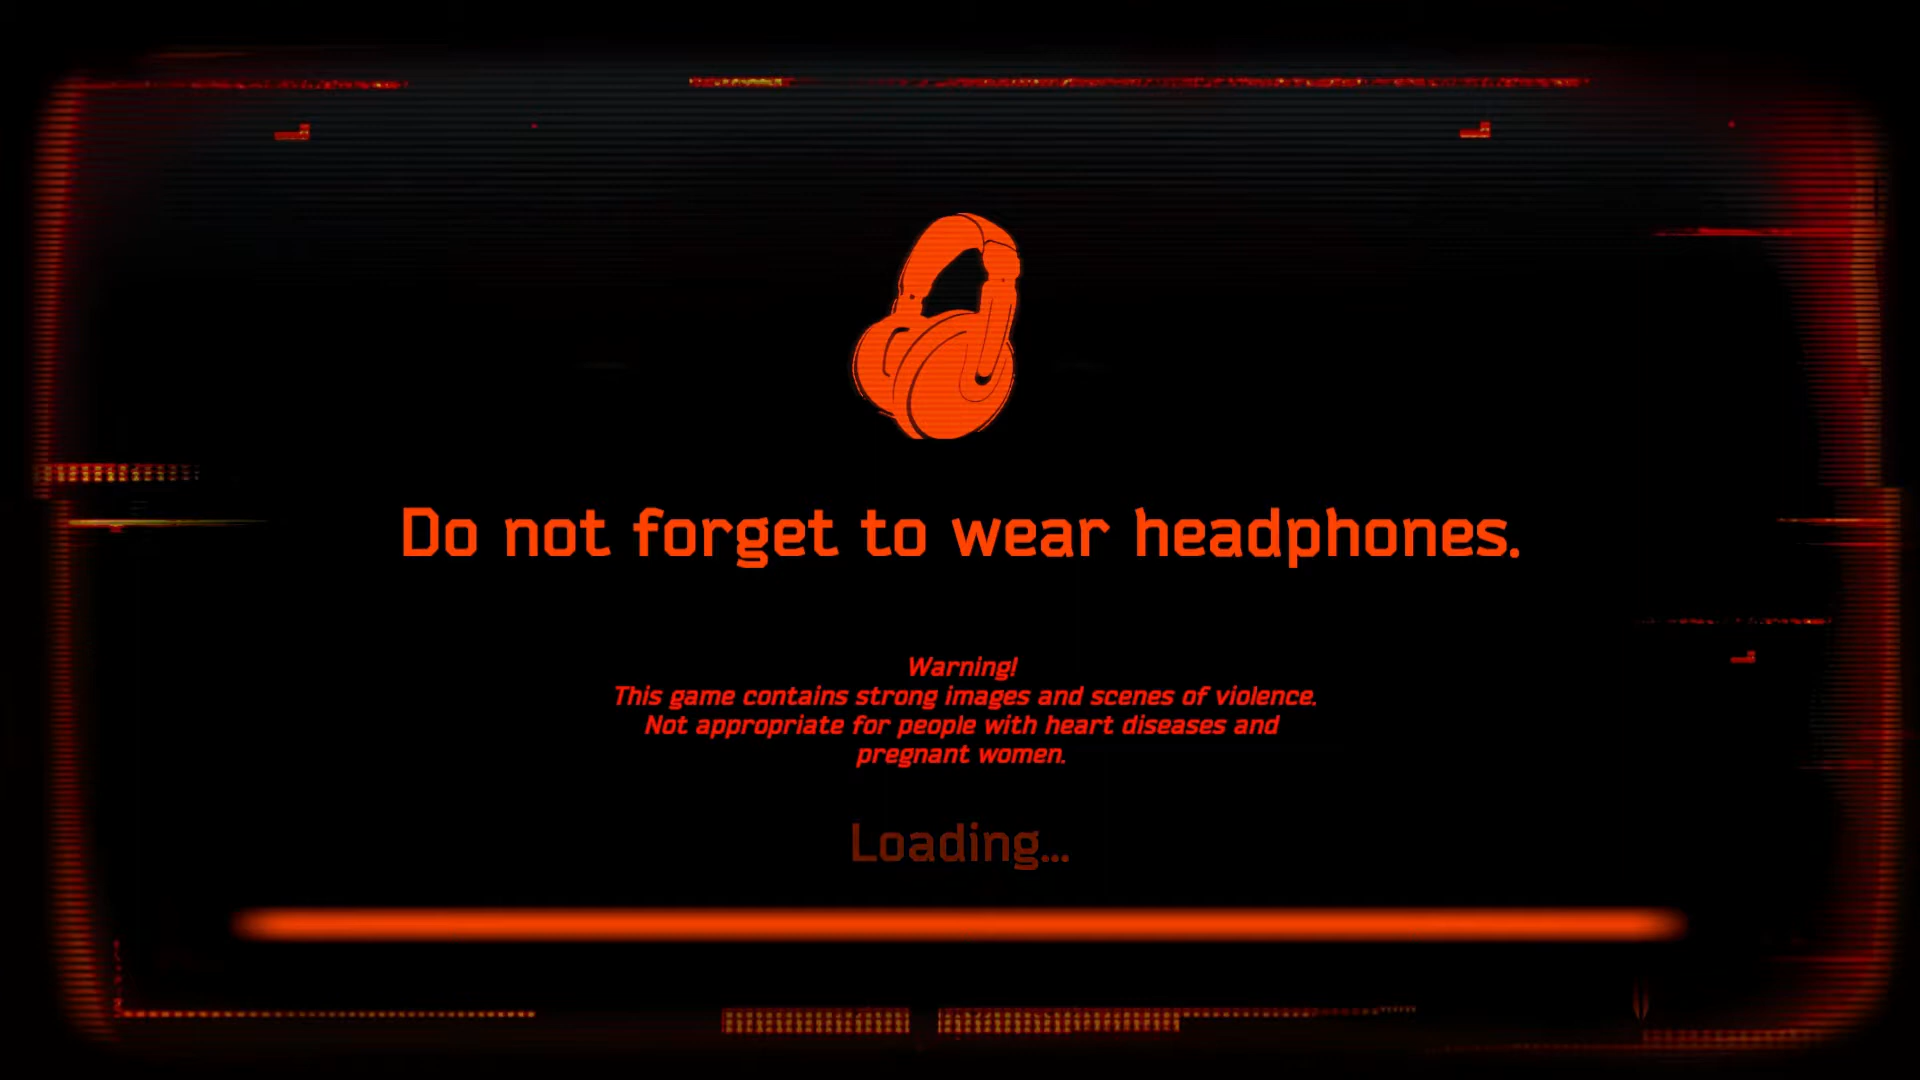 Do not forget to wear headphones.
Warning!
This game contains strong images and scenes of violence.
Not appropriate for people with heart diseases and
pregnant women.
Loading...